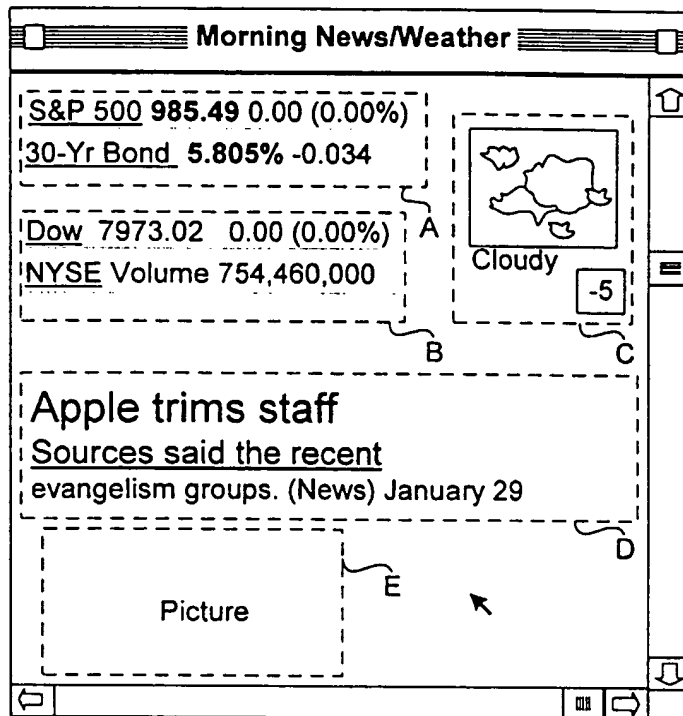 Morning News/Weather
S&P 500 985.49 0.00 (0.00%)
30-Yr Bond 5.805% -0.034
A
Dow 7973.02 0.00 (0.00%)
NYSE Volume 754,460,000
B
Cloudy
-5
C
Apple trims staff
Sources said the recent
evangelism groups. (News) January 29
D
Picture
E